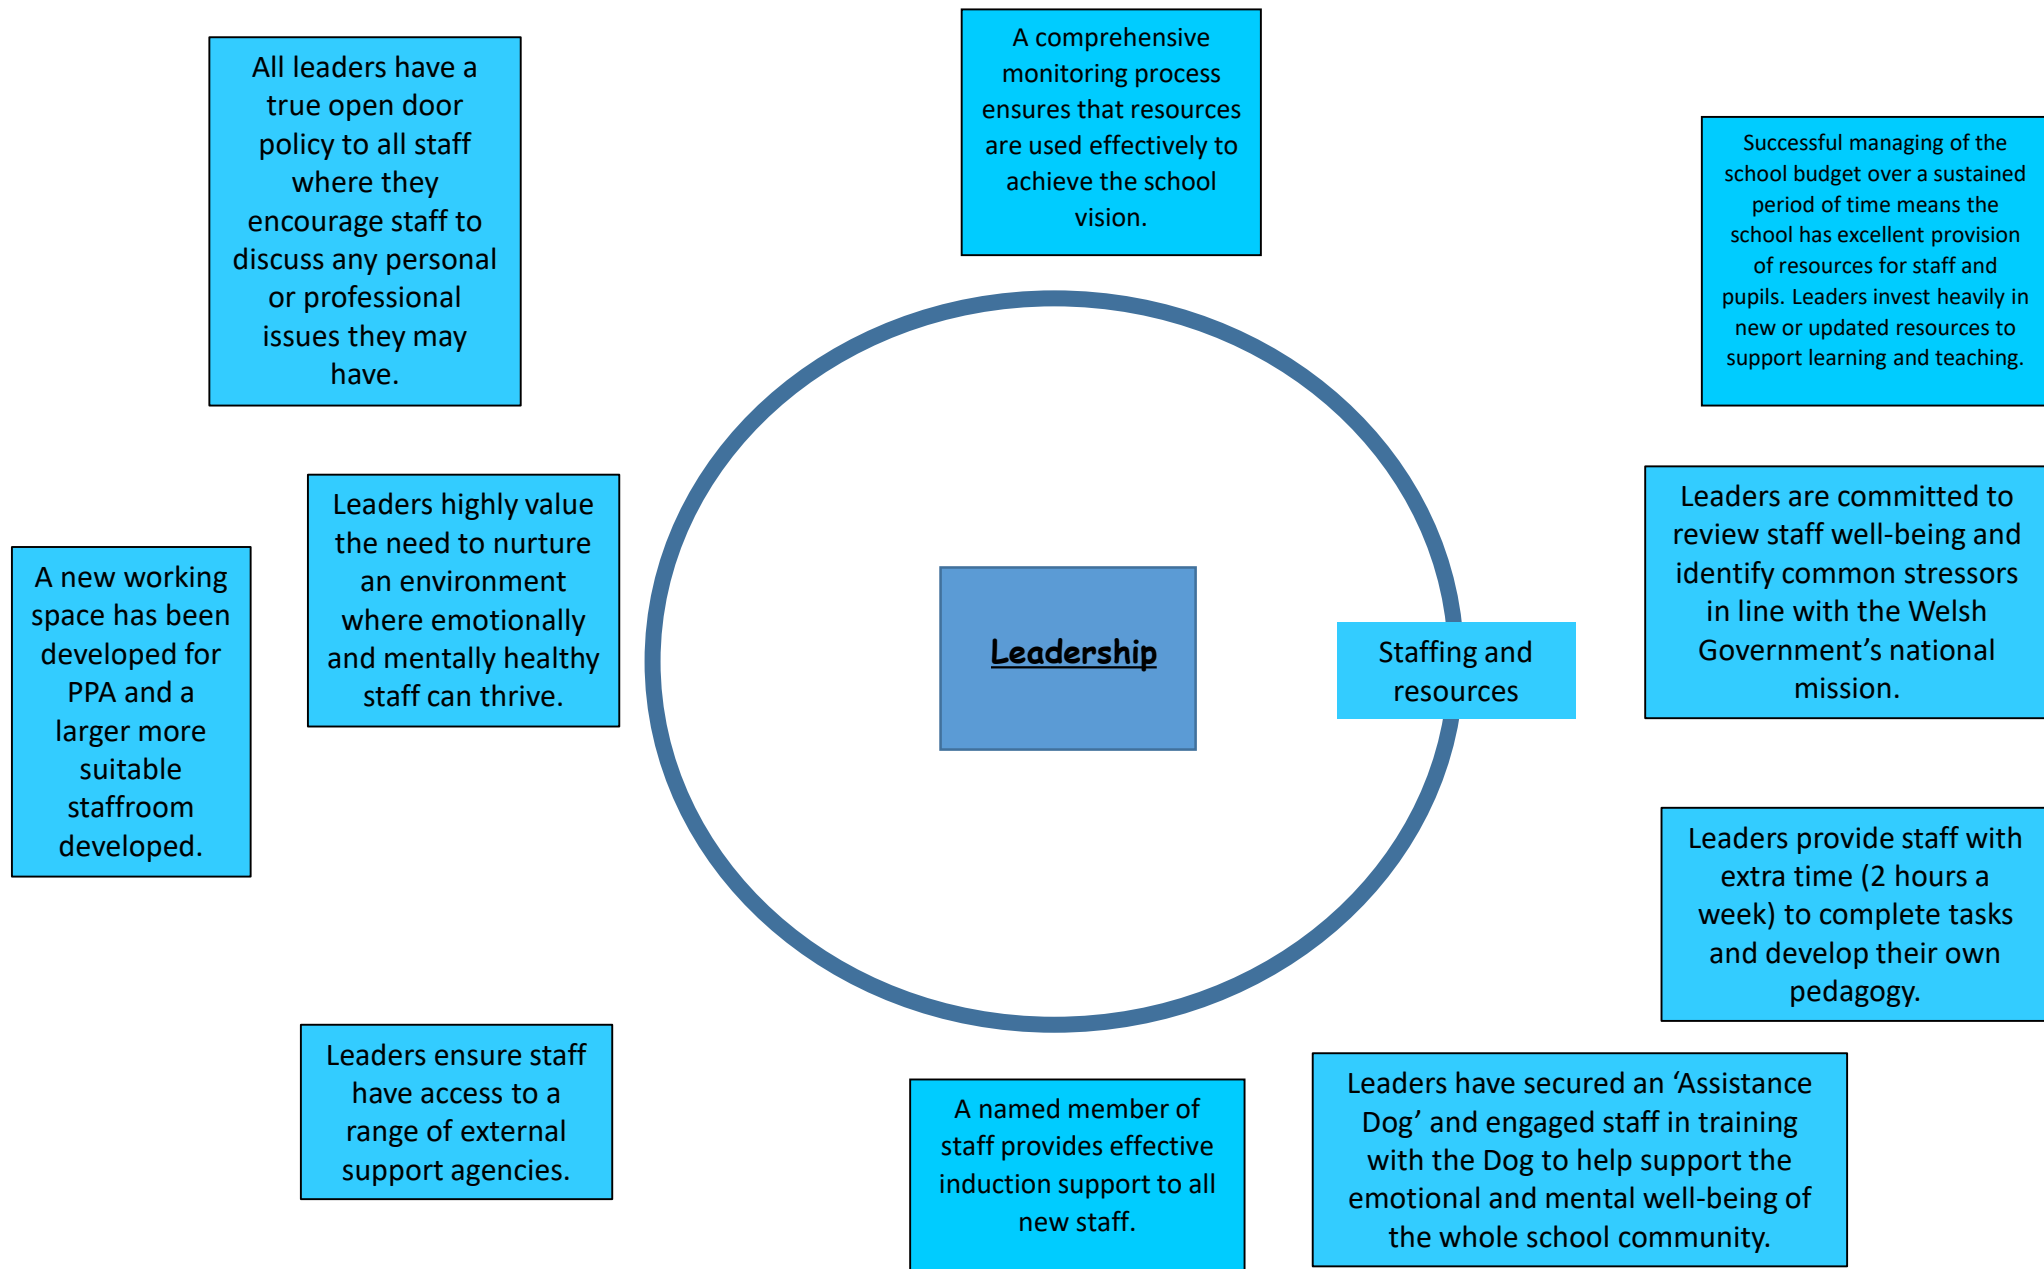 All leaders have a
true open door
policy to all staff
where they
encourage staff to
discuss any personal
or professional
issues they may
have.
A comprehensive
monitoring process
ensures that resources
are used effectively to
achieve the school
vision.
Successful managing of the
school budget over a sustained
period of time means the
school has excellent provision
of resources for staff and
pupils. Leaders invest heavily in
new or updated resources to
support learning and teaching.
Leaders highly value
the need to nurture
an environment
where emotionally
and mentally healthy
staff can thrive.
Leaders are committed to
review staff well-being and
identify common stressors
in line with the Welsh
Government’s national
mission.
A new working
space has been
developed for
PPA and a
larger more
suitable
staffroom
developed.
Leadership
Staffing and
resources
Leaders provide staff with
extra time (2 hours a
week) to complete tasks
and develop their own
pedagogy.
Leaders ensure staff
have access to a
range of external
support agencies.
A named member of
staff provides effective
induction support to all
new staff.
Leaders have secured an ‘Assistance
Dog’ and engaged staff in training
with the Dog to help support the
emotional and mental well-being of
the whole school community.